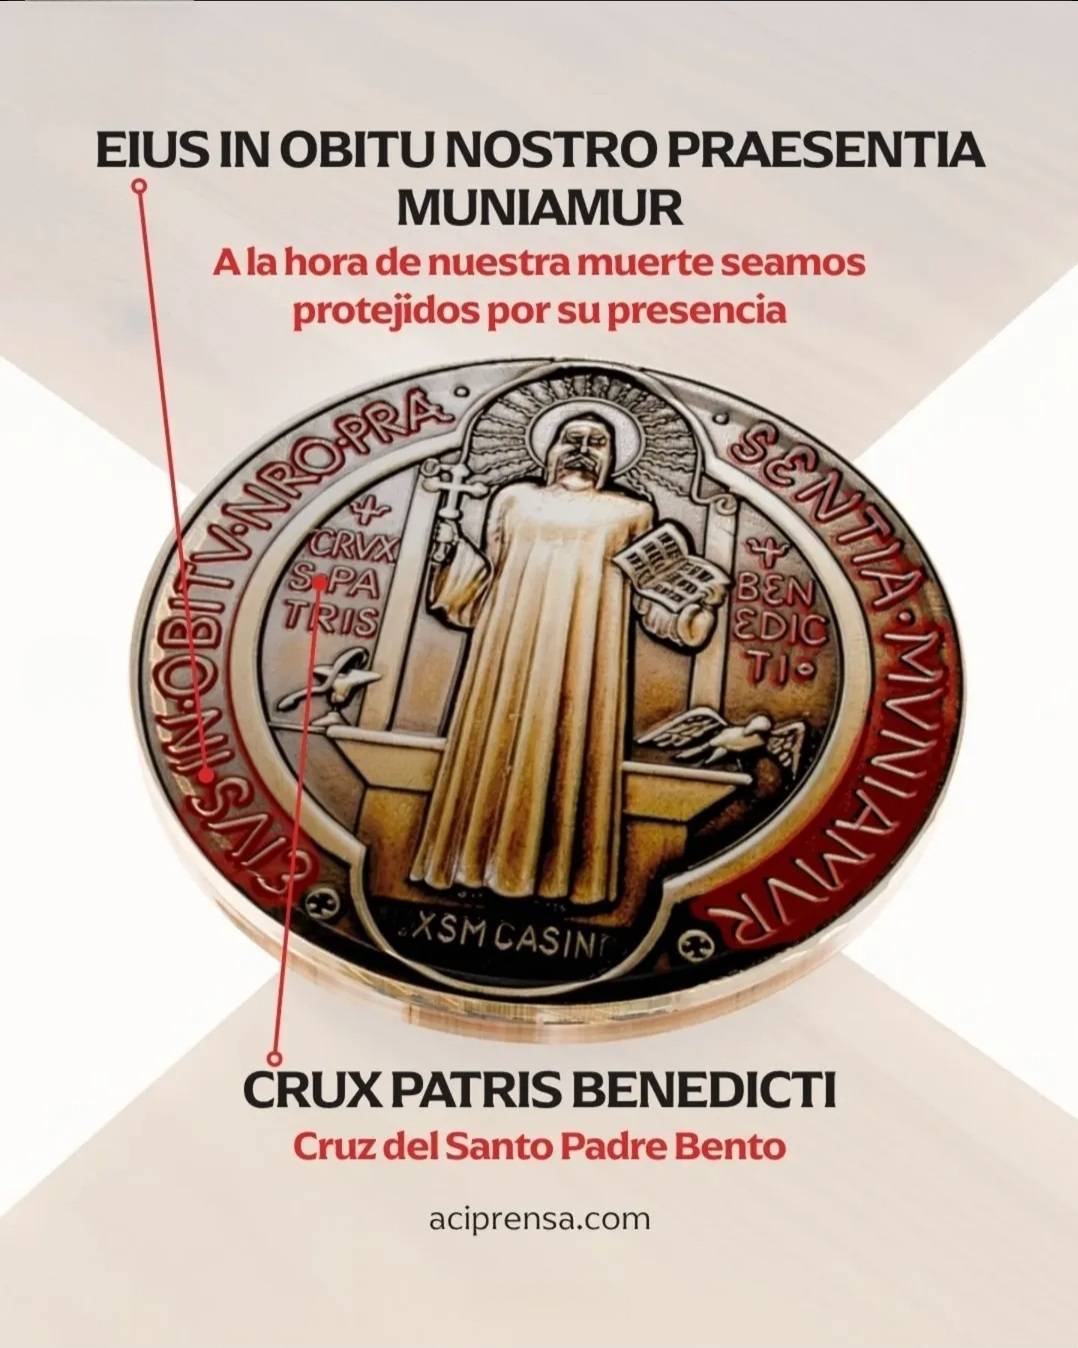 EIUS IN OBITU NOSTRO PRAESENTIA
MUNIAMUR
A la hora de nuestra muerte seamos
protejidos por su presencia
EIVS·IN·OBITV·NRO·PRA
SENTIA·MVNIAMVR
CRVX
S·PA
TRIS
BEN
EDIC
TI
XSM CASIN
CRUX PATRIS BENEDICTI
Cruz del Santo Padre Bento
aciprensa.com